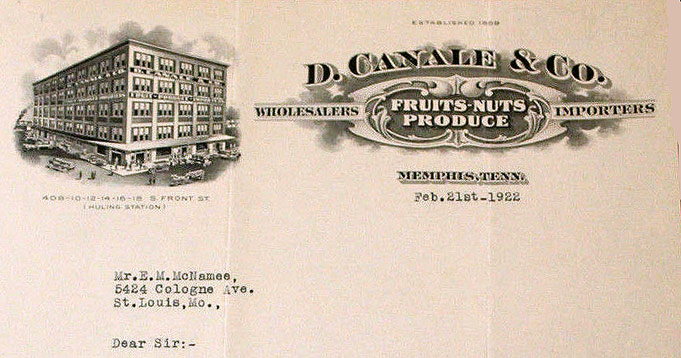 ESTABLISHED 1859
D. CANALE & CO.
WHOLESALERS FRUITS-NUTS IMPORTERS
PRODUCE
MEMPHIS, TENN.
408-10-12-14-16-18 S. FRONT ST.
(HULING STATION)
Feb.21st-1922
Mr.E.M.McNamee,
5424 Cologne Ave.
St.Louis,Mo.,
Dear Sir:-